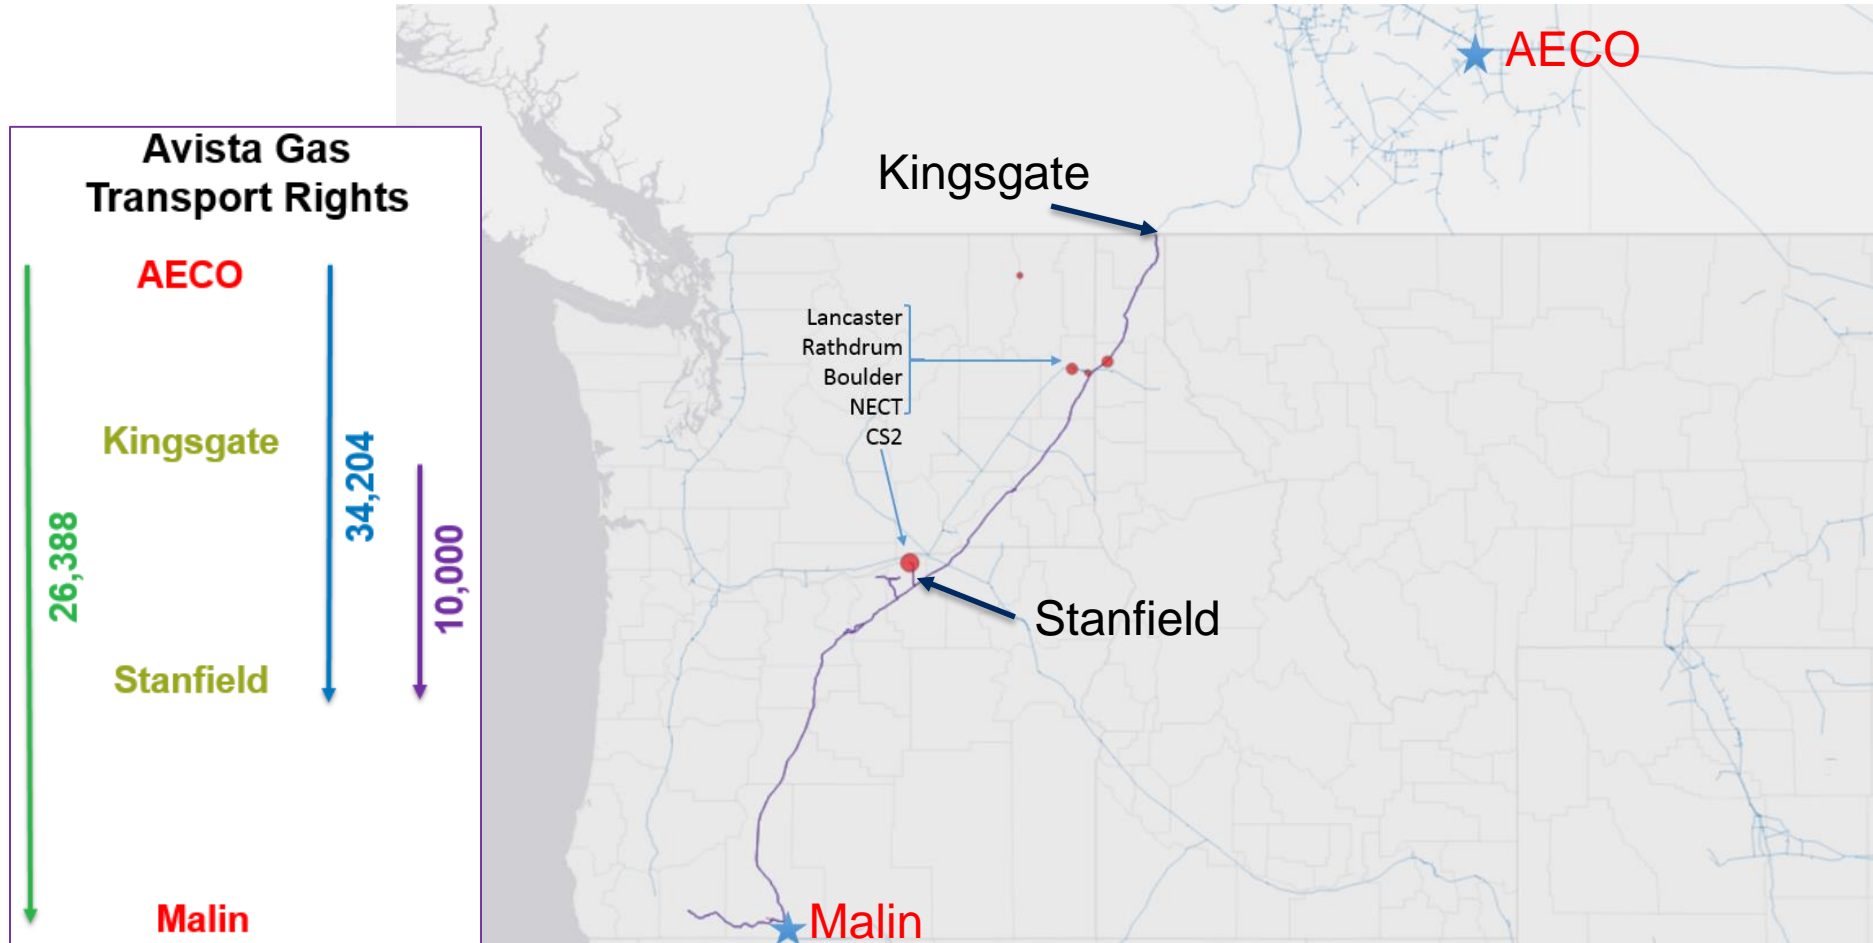 Avista Gas
Transport Rights
AECO
Kingsgate
Stanfield
Malin
26,388
34,204
10,000
AECO
Kingsgate
Lancaster
Rathdrum
Boulder
NECT
CS2
Stanfield
Malin